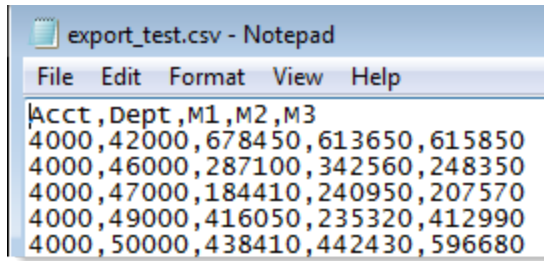 export_test.csv - Notepad
File Edit Format View Help
Acct,Dept,M1,M2,M3
4000,42000,678450,613650,615850
4000,46000,287100,342560,248350
4000,47000,184410,240950,207570
4000,49000,416050,235320,412990
4000,50000,438410,442430,596680